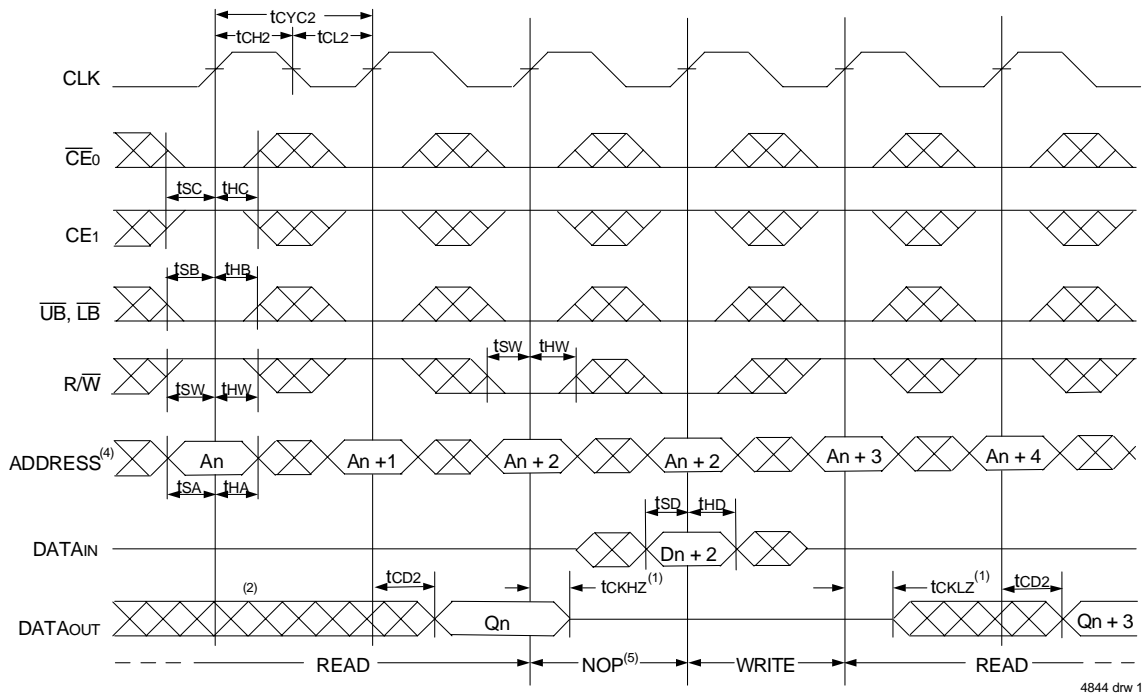 tCYC2
tCH2 tCL2
CLK
CE0
tSC tHC
CE1
tSB tHB
UB, LB
tSW tHW
R/W
tSW tHW
ADDRESS(4) An An +1 An + 2 An + 2 An + 3 An + 4
tSA tHA
tSD tHD
DATAIN Dn + 2
tCD2 tCKHZ(1) tCKLZ(1) tCD2
(2)
DATAOUT Qn Qn + 3
READ NOP(5) WRITE READ
4844 drw 1